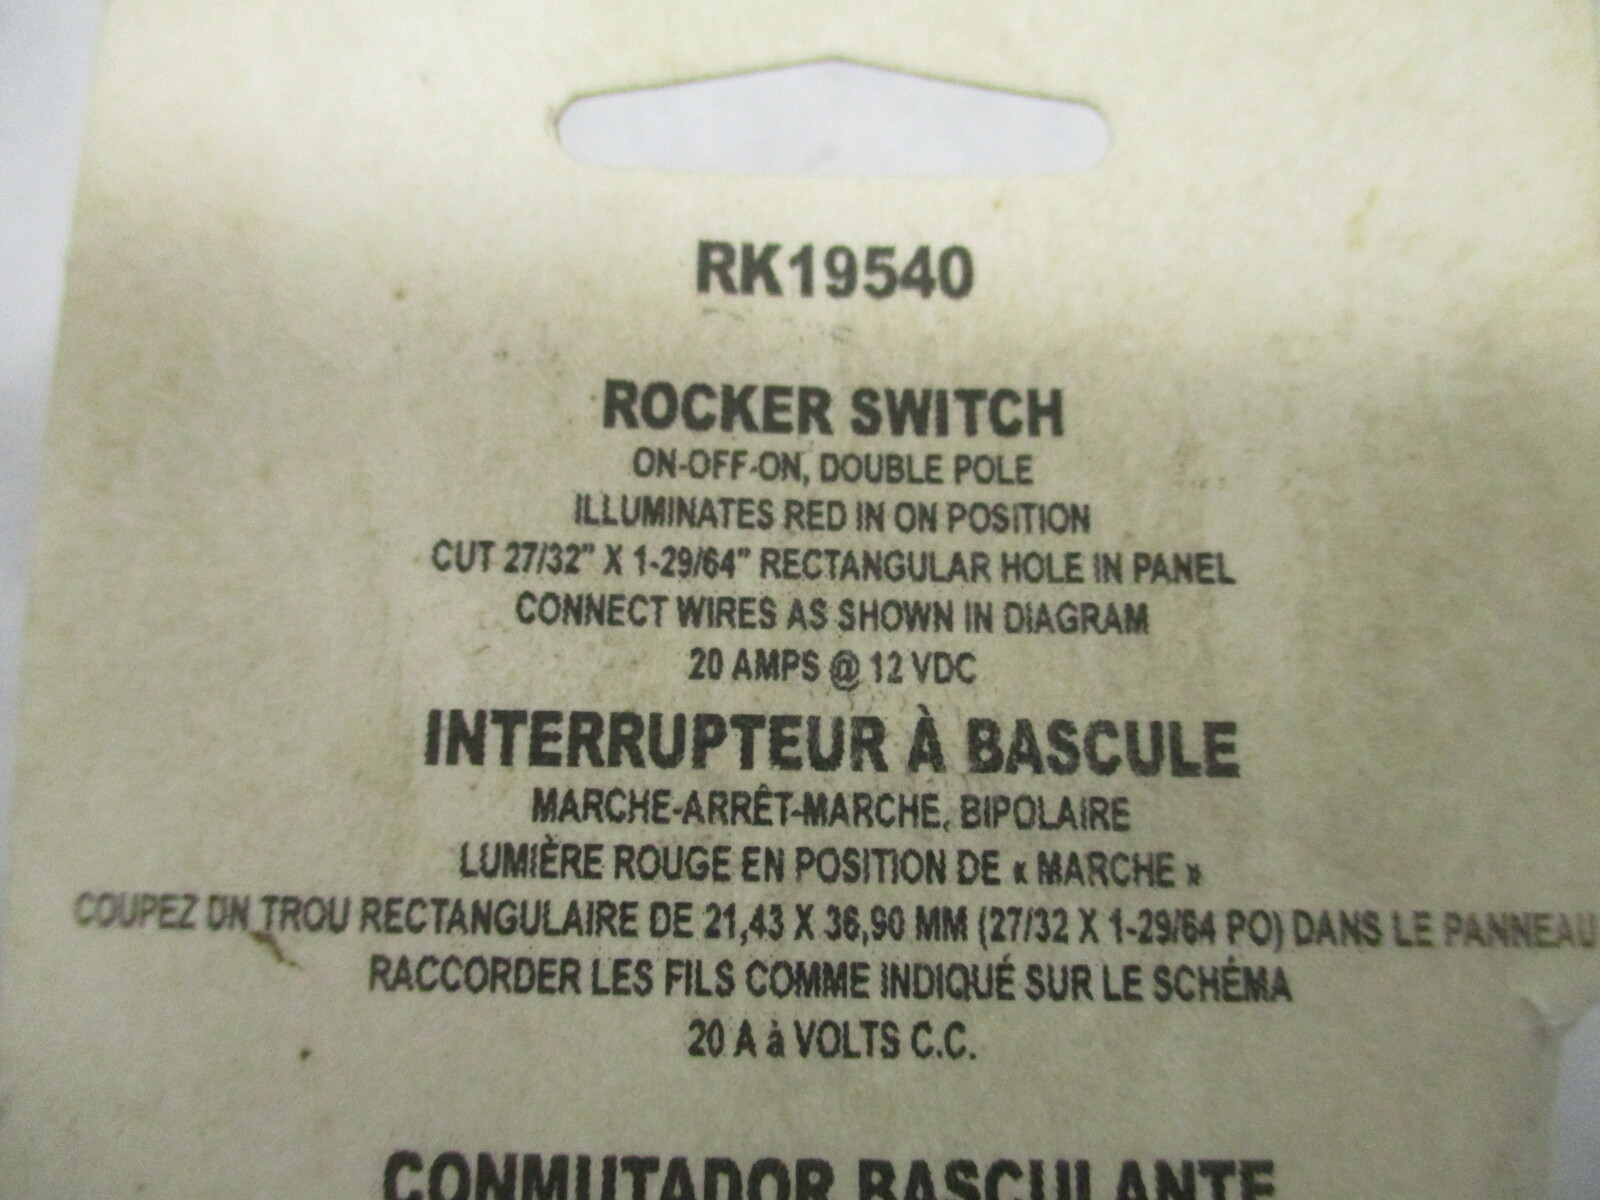 RK19540
ROCKER SWITCH
ON-OFF-ON, DOUBLE POLE
ILLUMINATES RED IN ON POSITION
CUT 27/32" X 1-29/64" RECTANGULAR HOLE IN PANEL
CONNECT WIRES AS SHOWN IN DIAGRAM
20 AMPS @ 12 VDC
INTERRUPTEUR À BASCULE
MARCHE-ARRÊT-MARCHE, BIPOLAIRE
LUMIÈRE ROUGE EN POSITION DE « MARCHE »
COUPEZ UN TROU RECTANGULAIRE DE 21,43 X 36,90 MM (27/32 X 1-29/64 PO) DANS LE PANNEAU
RACCORDER LES FILS COMME INDIQUÉ SUR LE SCHÉMA
20 A à VOLTS C.C.
CONMUTADOR BASCULANTE